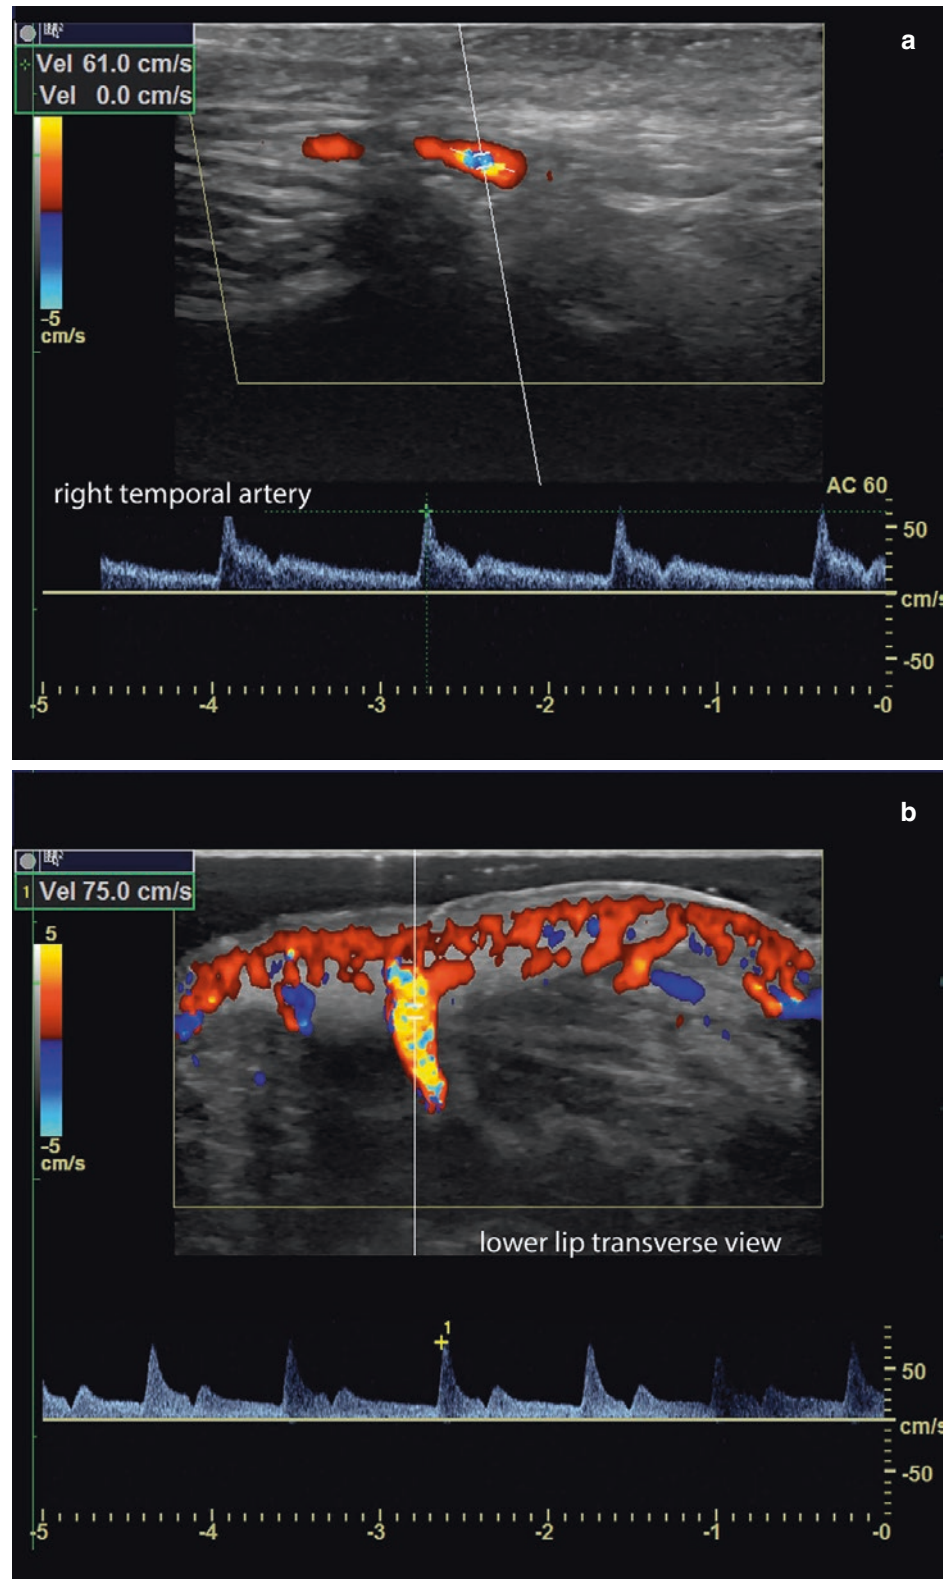 a
Vel 61.0 cm/s
Vel 0.0 cm/s
-5
cm/s
right temporal artery
AC 60
50
cm/s
-50
-5 -4 -3 -2 -1 -0
b
1 Vel 75.0 cm/s
5
-5
cm/s
lower lip transverse view
1
50
cm/s
-50
-5 -4 -3 -2 -1 -0